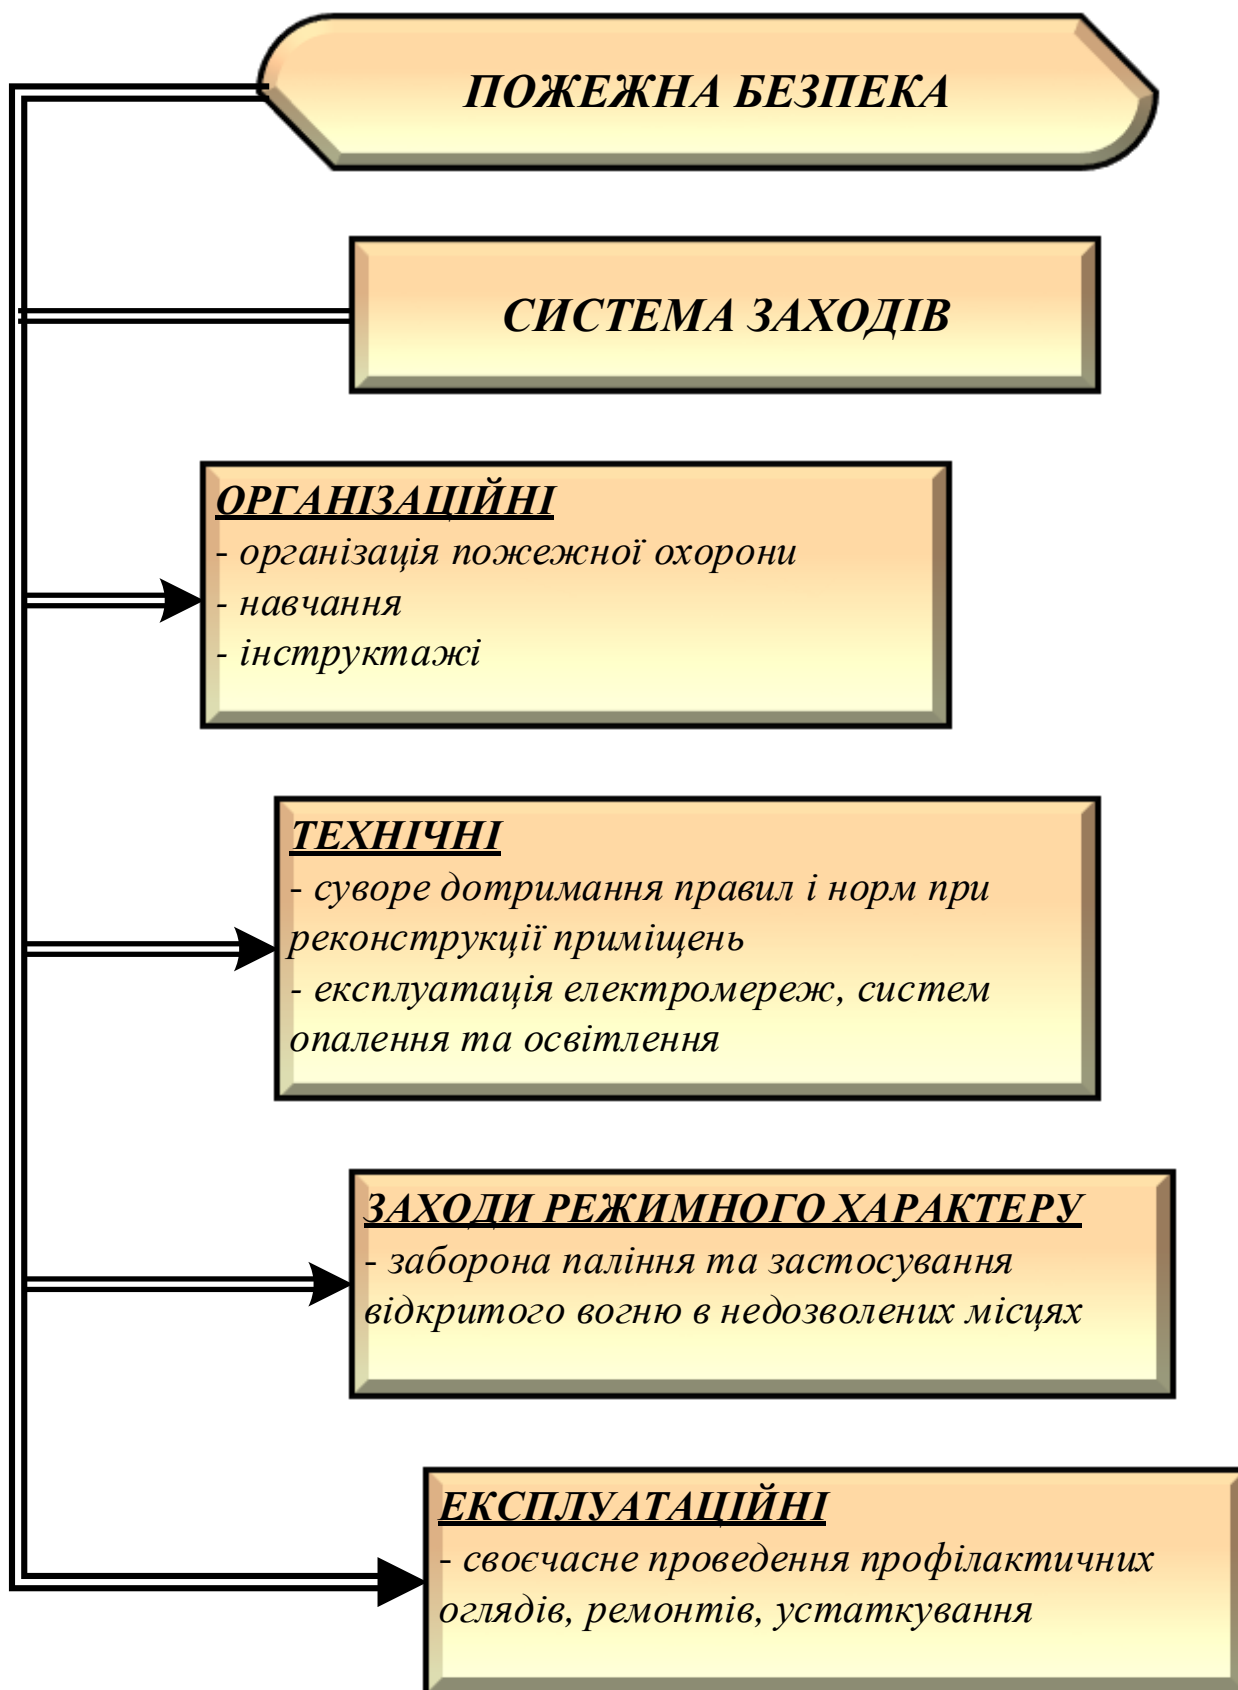 ПОЖЕЖНА БЕЗПЕКА
СИСТЕМА ЗАХОДІВ
ОРГАНІЗАЦІЙНІ
- організація пожежної охорони
- навчання
- інструктажі
ТЕХНІЧНІ
- суворе дотримання правил і норм при
реконструкції приміщень
- експлуатація електромереж, систем
опалення та освітлення
ЗАХОДИ РЕЖИМНОГО ХАРАКТЕРУ
- заборона паління та застосування
відкритого вогню в недозволених місцях
ЕКСПЛУАТАЦІЙНІ
- своєчасне проведення профілактичних
оглядів, ремонтів, устаткування